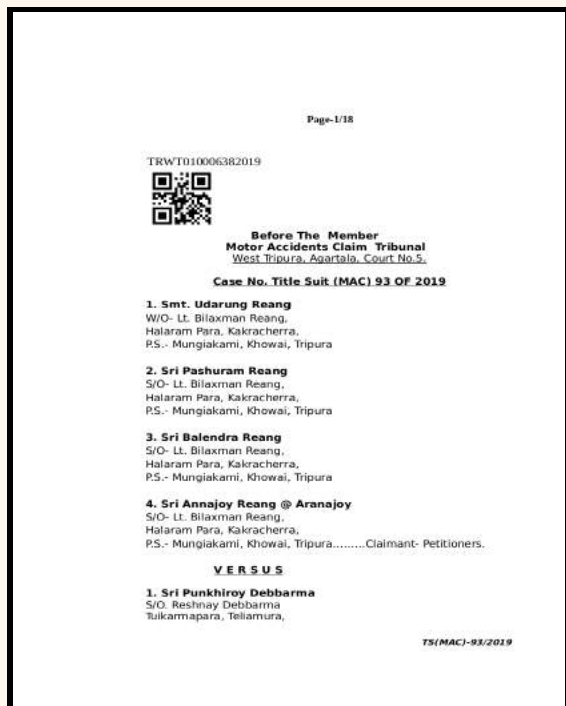 Page-1/18
TRWT010006382019
Before The Member
Motor Accidents Claim Tribunal
West Tripura, Agartala, Court No.5.
Case No. Title Suit (MAC) 93 OF 2019
1. Smt. Udarung Reang
W/O- Lt. Bilaxman Reang,
Halaram Para, Kakracherra,
P.S.- Mungiakami, Khowai, Tripura
2. Sri Pashuram Reang
S/O- Lt. Bilaxman Reang,
Halaram Para, Kakracherra,
P.S.- Mungiakami, Khowai, Tripura
3. Sri Balendra Reang
S/O- Lt. Bilaxman Reang,
Halaram Para, Kakracherra,
P.S.- Mungiakami, Khowai, Tripura
4. Sri Annajoy Reang @ Aranajoy
S/O- Lt. Bilaxman Reang,
Halaram Para, Kakracherra,
P.S.- Mungiakami, Khowai, Tripura.........Claimant- Petitioners.
V E R S U S
1. Sri Punkhiroy Debbarma
S/O. Reshnay Debbarma
Tuikarmapara, Teliamura,
TS(MAC)-93/2019